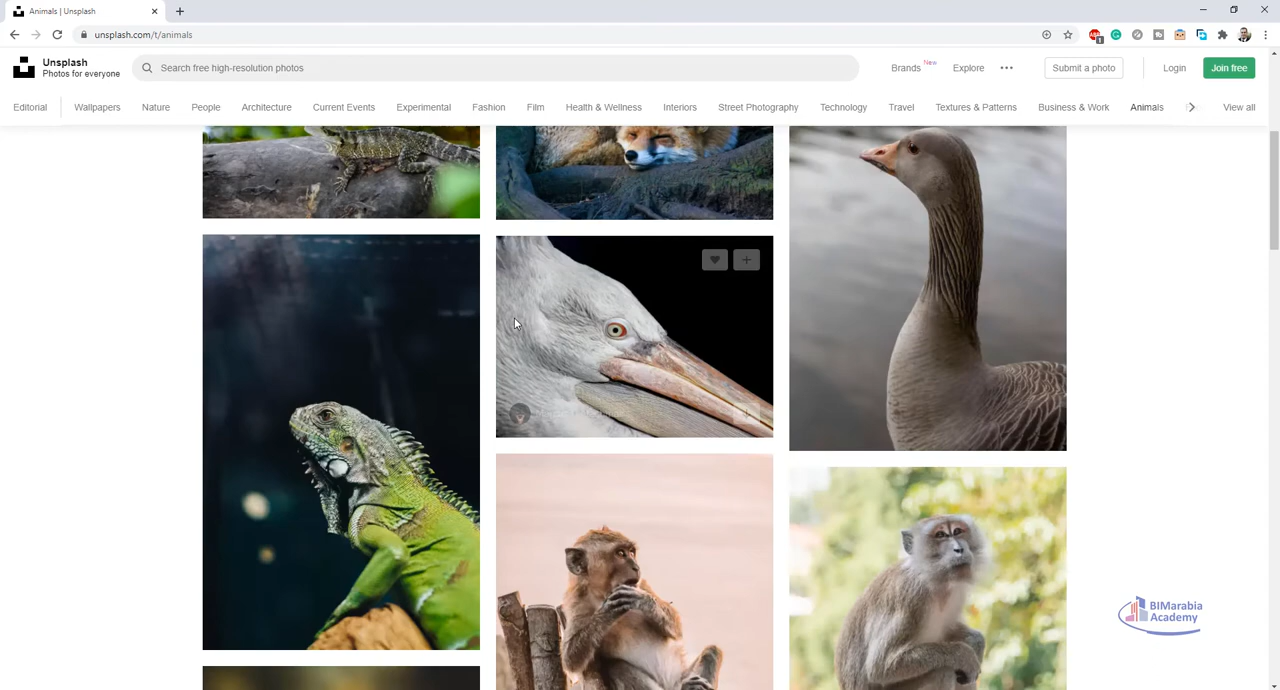 Animals | Unsplash
unsplash.com/t/animals
1
Unsplash
Photos for everyone
Search free high-resolution photos
Brands New
Explore
Submit a photo
Login
Join free
Editorial
Wallpapers
Nature
People
Architecture
Current Events
Experimental
Fashion
Film
Health & Wellness
Interiors
Street Photography
Technology
Travel
Textures & Patterns
Business & Work
Animals
View all
BIMarabia
Academy